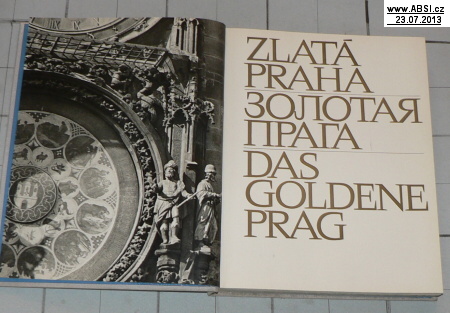 www.ABSI.cz
23.07.2013
ZLATÁ
PRAHA
ЗОЛОТАЯ
ПРАГА
DAS
GOLDENE
PRAG